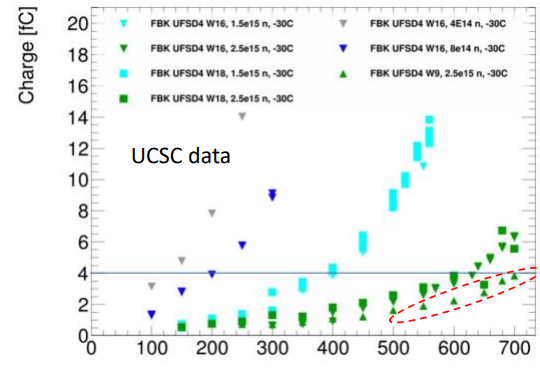 Charge [fC]
20
18
16
14
12
10
8
6
4
2
0
FBK UFSD4 W16, 1.5e15 n, -30C
FBK UFSD4 W16, 2.5e15 n, -30C
FBK UFSD4 W18, 1.5e15 n, -30C
FBK UFSD4 W18, 2.5e15 n, -30C
FBK UFSD4 W16, 4E14 n, -30C
FBK UFSD4 W16, 8e14 n, -30C
FBK UFSD4 W9, 2.5e15 n, -30C
UCSC data
0 100 200 300 400 500 600 700